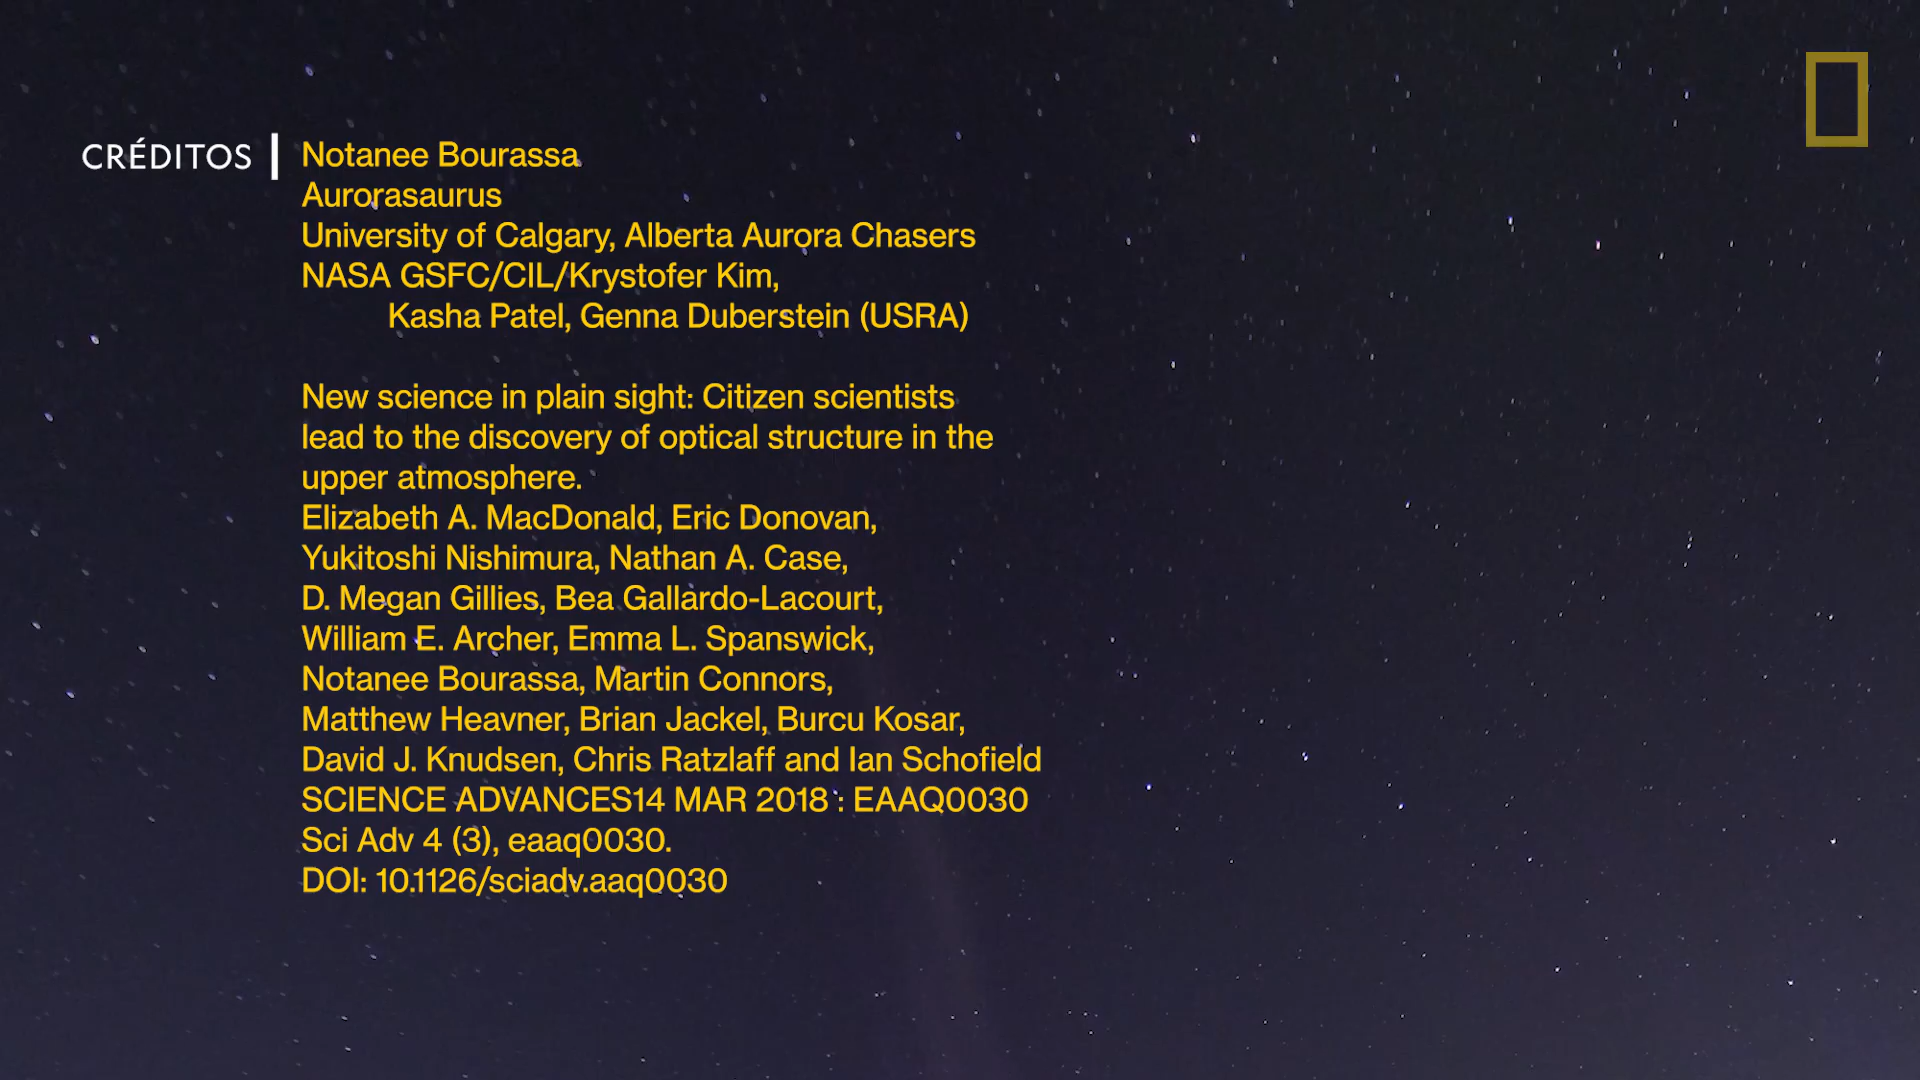 CRÉDITOS | Notanee Bourassa
Aurorasaurus
University of Calgary, Alberta Aurora Chasers
NASA GSFC/CIL/Krystofer Kim,
Kasha Patel, Genna Duberstein (USRA)
New science in plain sight: Citizen scientists
lead to the discovery of optical structure in the
upper atmosphere.
Elizabeth A. MacDonald, Eric Donovan,
Yukitoshi Nishimura, Nathan A. Case,
D. Megan Gillies, Bea Gallardo-Lacourt,
William E. Archer, Emma L. Spanswick,
Notanee Bourassa, Martin Connors,
Matthew Heavner, Brian Jackel, Burcu Kosar,
David J. Knudsen, Chris Ratzlaff and Ian Schofield
SCIENCE ADVANCES14 MAR 2018 : EAAQ0030
Sci Adv 4 (3), eaaq0030.
DOI: 10.1126/sciadv.aaq0030